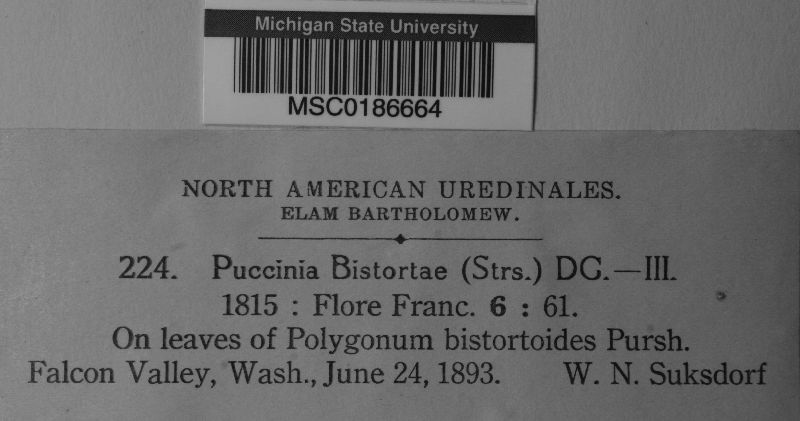 Michigan State University
MSC0186664
NORTH AMERICAN UREDINALES.
ELAM BARTHOLOMEW.
224. Puccinia Bistortae (Strs.) DC.—III.
1815 : Flore Franc. 6 : 61.
On leaves of Polygonum bistortoides Pursh.
Falcon Valley, Wash., June 24, 1893. W. N. Suksdorf